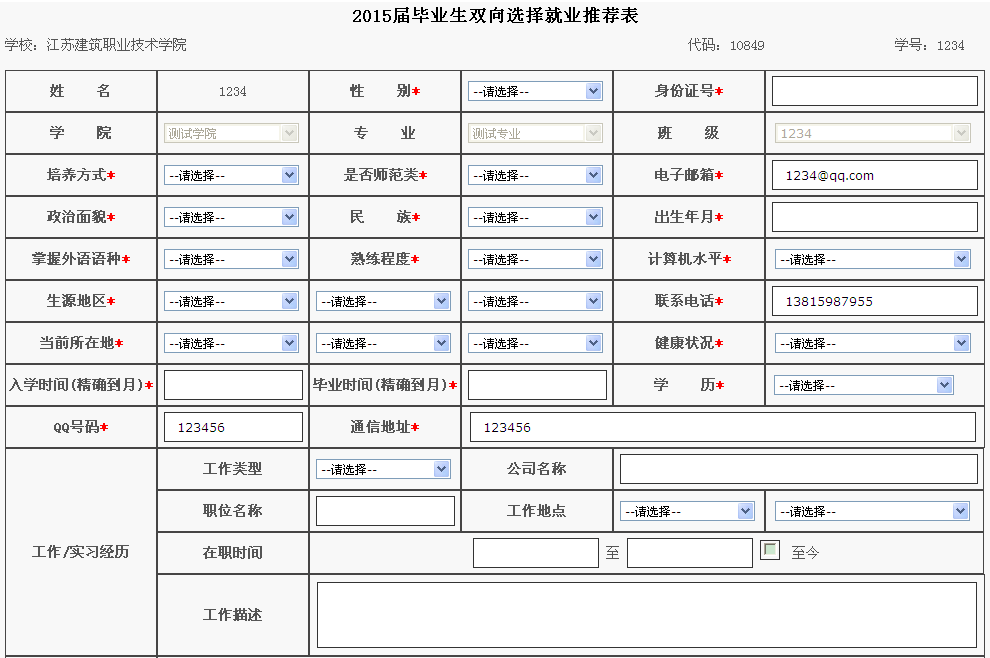 2015届毕业生双向选择就业推荐表
学校: 江苏建筑职业技术学院 代码: 10849 学号: 1234
姓 名 1234 性 别* --请选择-- 身份证号*
学 院 测试学院 专 业 测试专业 班 级 1234
培养方式* --请选择-- 是否师范类* --请选择-- 电子邮箱* 1234@qq.com
政治面貌* --请选择-- 民 族* --请选择-- 出生年月*
掌握外语语种* --请选择-- 熟练程度* --请选择-- 计算机水平* --请选择--
生源地区* --请选择-- --请选择-- --请选择-- 联系电话* 13815987955
当前所在地* --请选择-- --请选择-- --请选择-- 健康状况* --请选择--
入学时间(精确到月)* 毕业时间(精确到月)* 学 历* --请选择--
QQ号码* 123456 通信地址* 123456
工作类型 --请选择-- 公司名称
职位名称 工作地点 --请选择-- --请选择--
工作/实习经历 在职时间 至 至今
工作描述